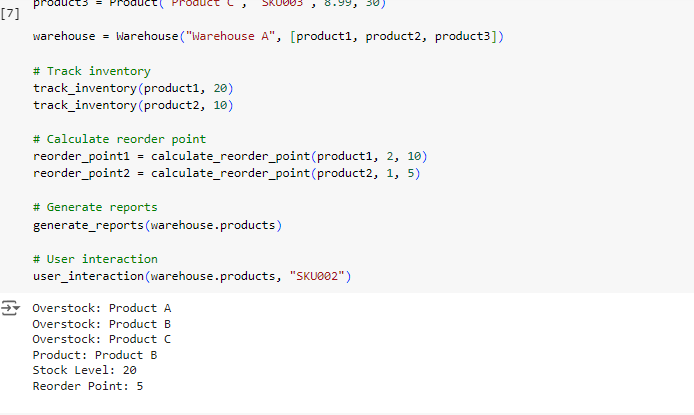 product3 = Product("Product C", "SKU003", 8.99, 30)
[7]
warehouse = Warehouse("Warehouse A", [product1, product2, product3])
# Track inventory
track_inventory(product1, 20)
track_inventory(product2, 10)
# Calculate reorder point
reorder_point1 = calculate_reorder_point(product1, 2, 10)
reorder_point2 = calculate_reorder_point(product2, 1, 5)
# Generate reports
generate_reports(warehouse.products)
# User interaction
user_interaction(warehouse.products, "SKU002")
Overstock: Product A
Overstock: Product B
Overstock: Product C
Product: Product B
Stock Level: 20
Reorder Point: 5